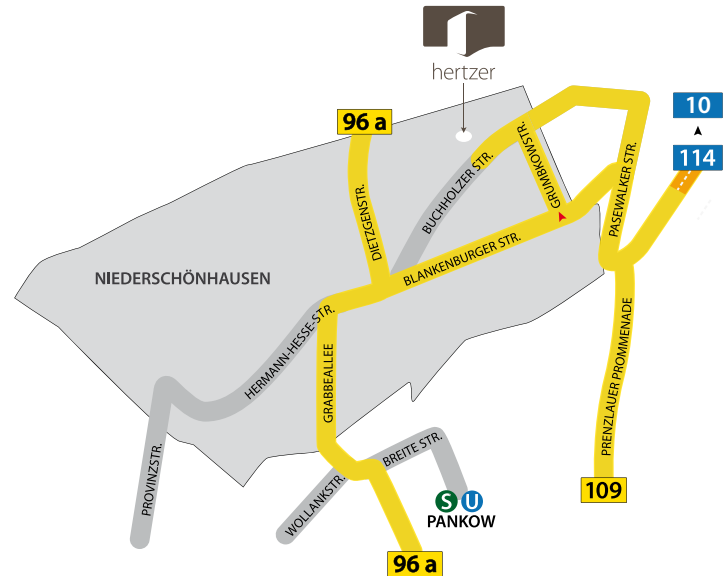 hertzer
10
96 a
114
GRUMBKOWSTR.
BUCHHOLZER STR.
PASEWALKER STR.
DIETZGENSTR.
BLANKENBURGER STR.
NIEDERSCHÖNHAUSEN
HERMANN-HESSE-STR.
GRABBEALLEE
PRENZLAUER PROMMENADE
PROVINZSTR.
WOLLANKSTR.
BREITE STR.
S U
PANKOW
109
96 a